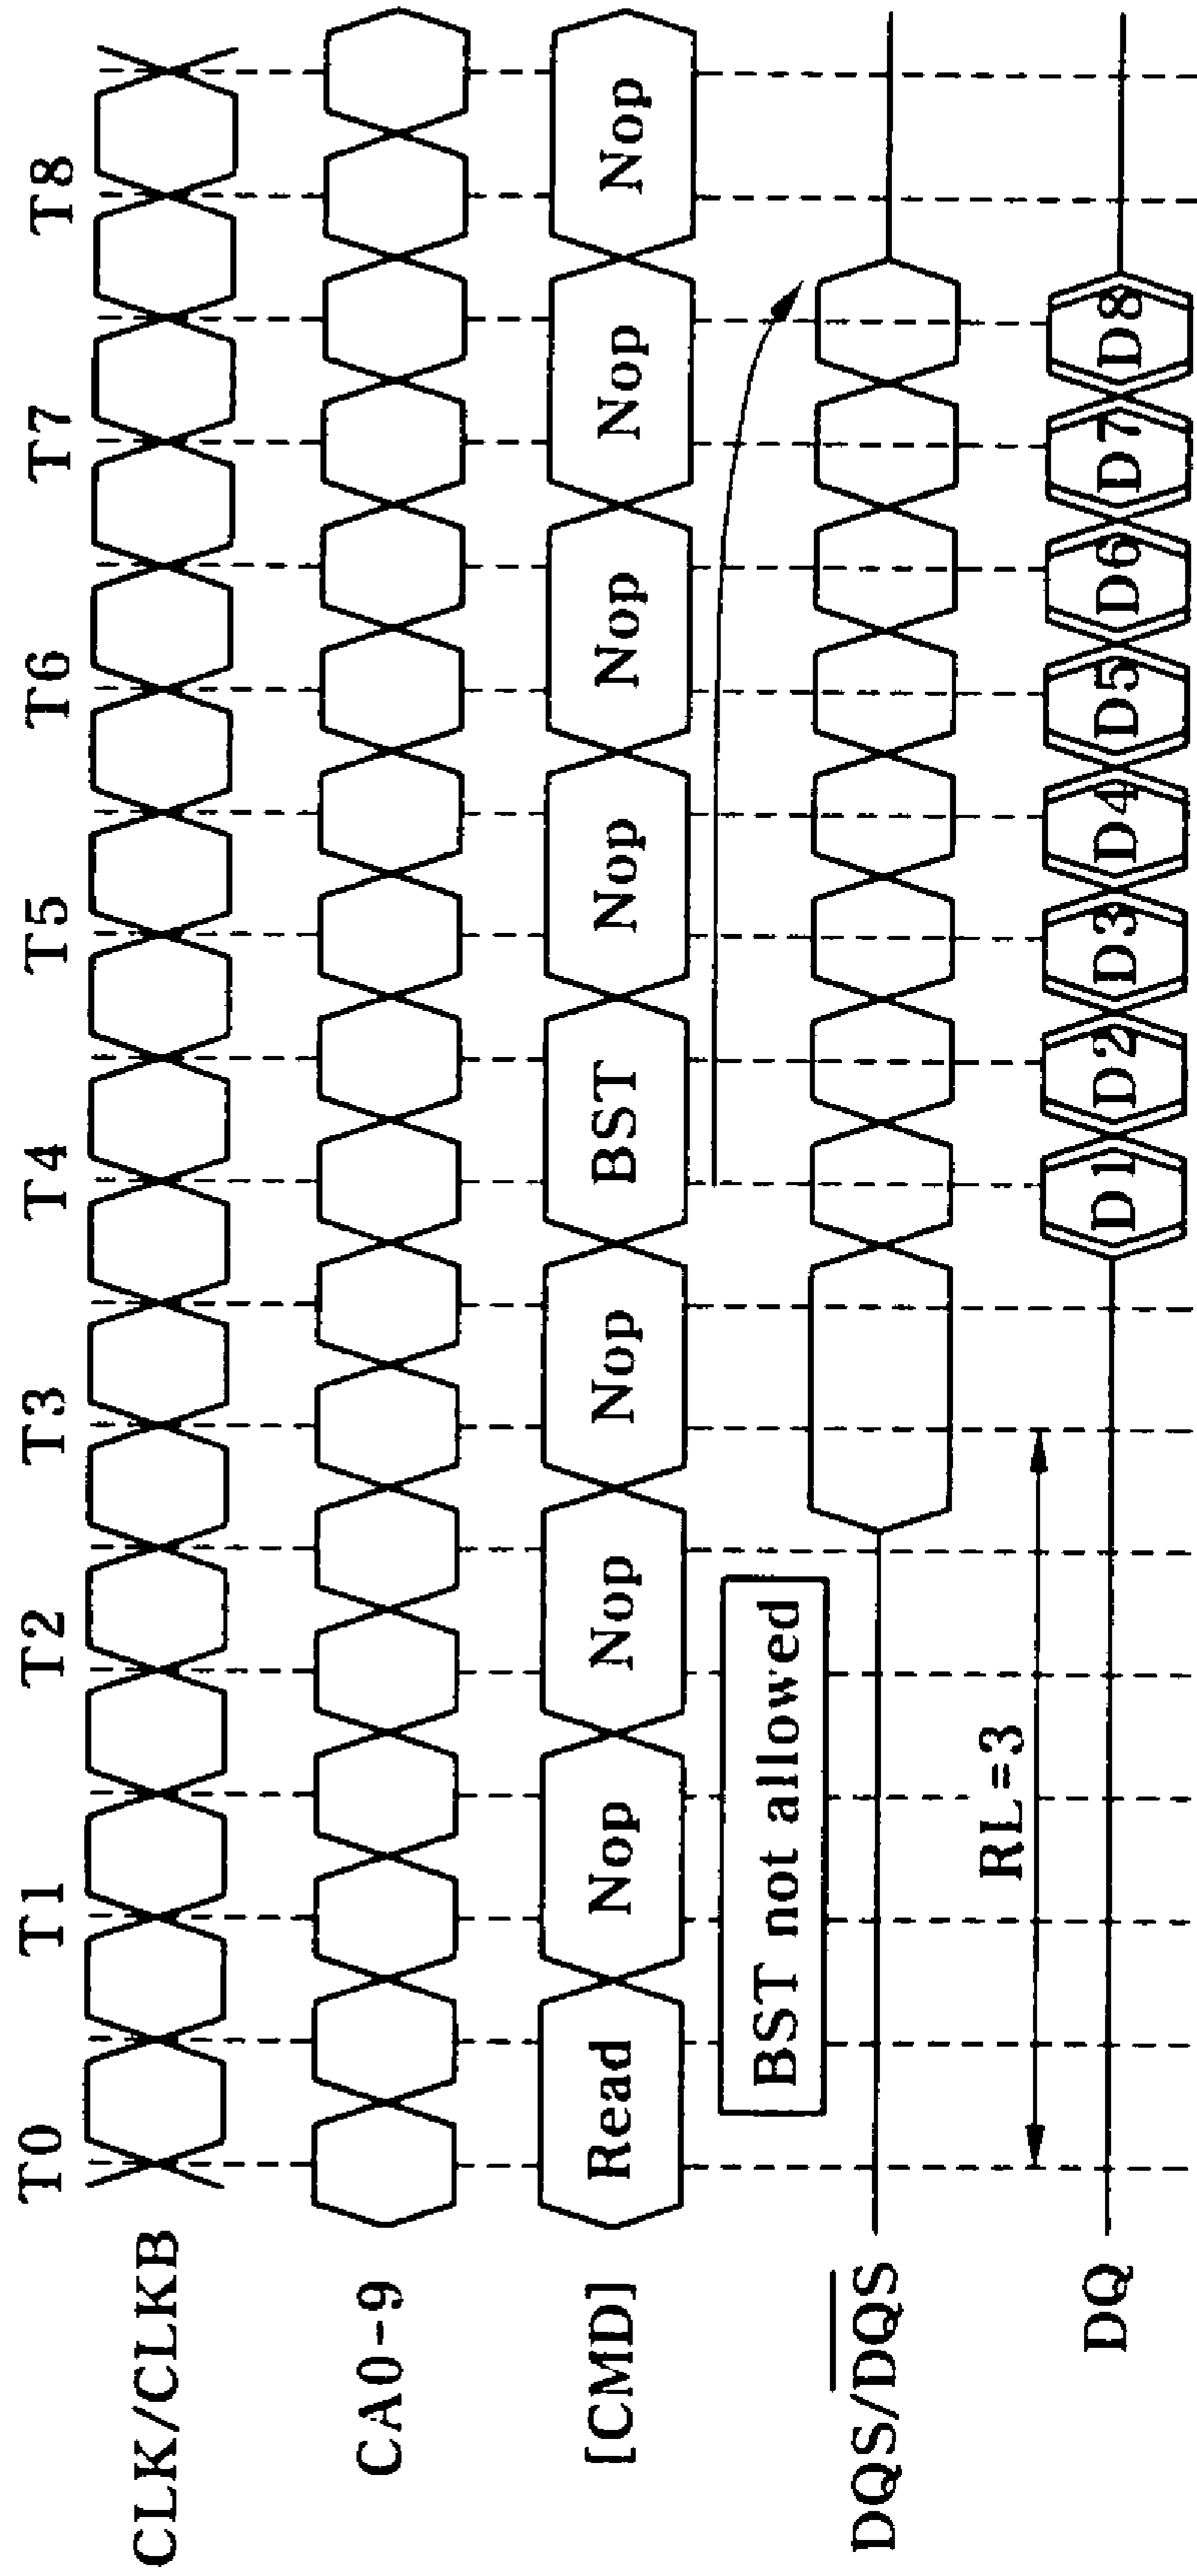 T0 T1 T2 T3 T4 T5 T6 T7 T8
CLK/CLKB
CA0-9
[CMD] Read Nop Nop Nop BST Nop Nop Nop Nop
BST not allowed
DQS/DQS
RL=3
DQ D1 D2 D3 D4 D5 D6 D7 D8